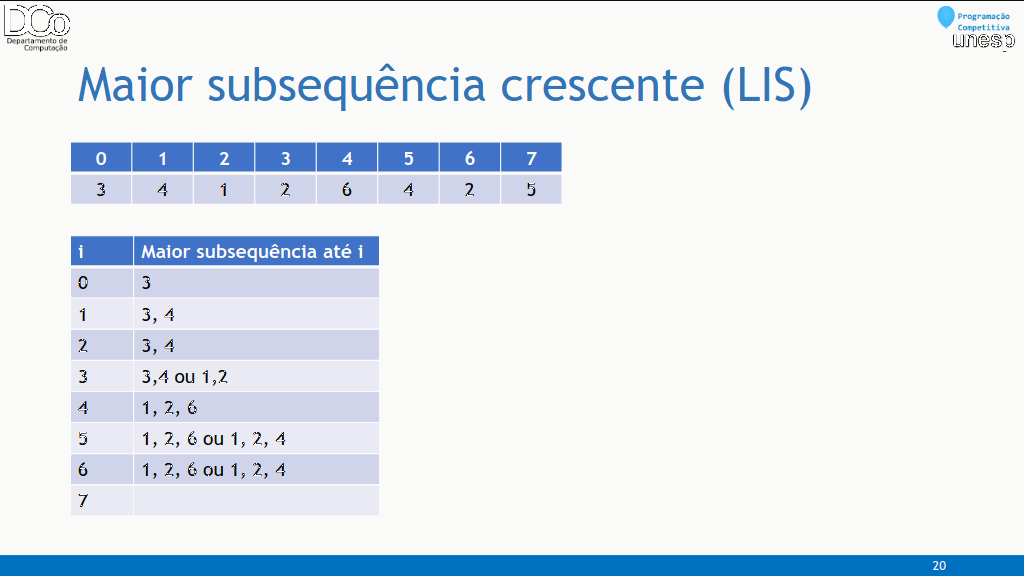 DCo
Departamento de
Computação
Programação
Competitiva
unesp
Maior subsequência crescente (LIS)
0 1 2 3 4 5 6 7
3 4 1 2 6 4 2 5
i Maior subsequência até i
0 3
1 3, 4
2 3, 4
3 3,4 ou 1,2
4 1, 2, 6
5 1, 2, 6 ou 1, 2, 4
6 1, 2, 6 ou 1, 2, 4
7
20